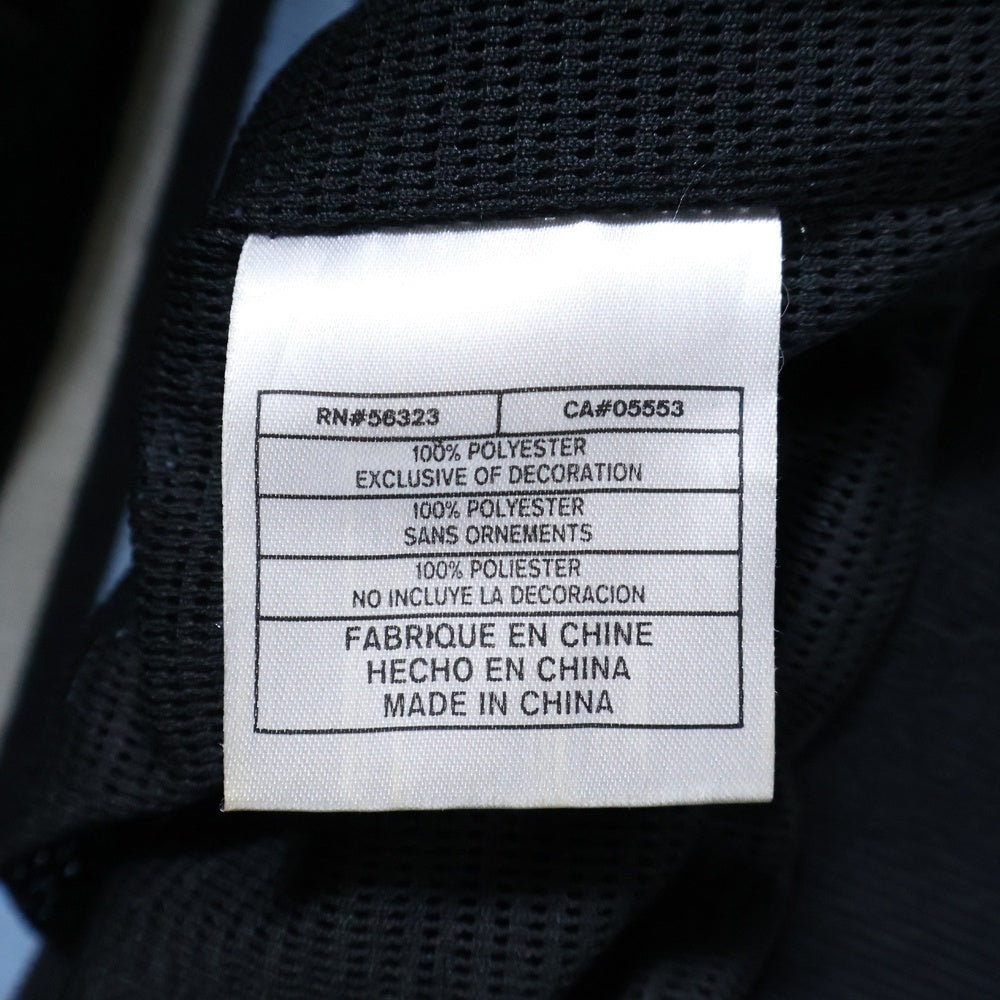 RN#56323 CA#05553
100% POLYESTER
EXCLUSIVE OF DECORATION
100% POLYESTER
SANS ORNEMENTS
100% POLIESTER
NO INCLUYE LA DECORACION
FABRIQUE EN CHINE
HECHO EN CHINA
MADE IN CHINA